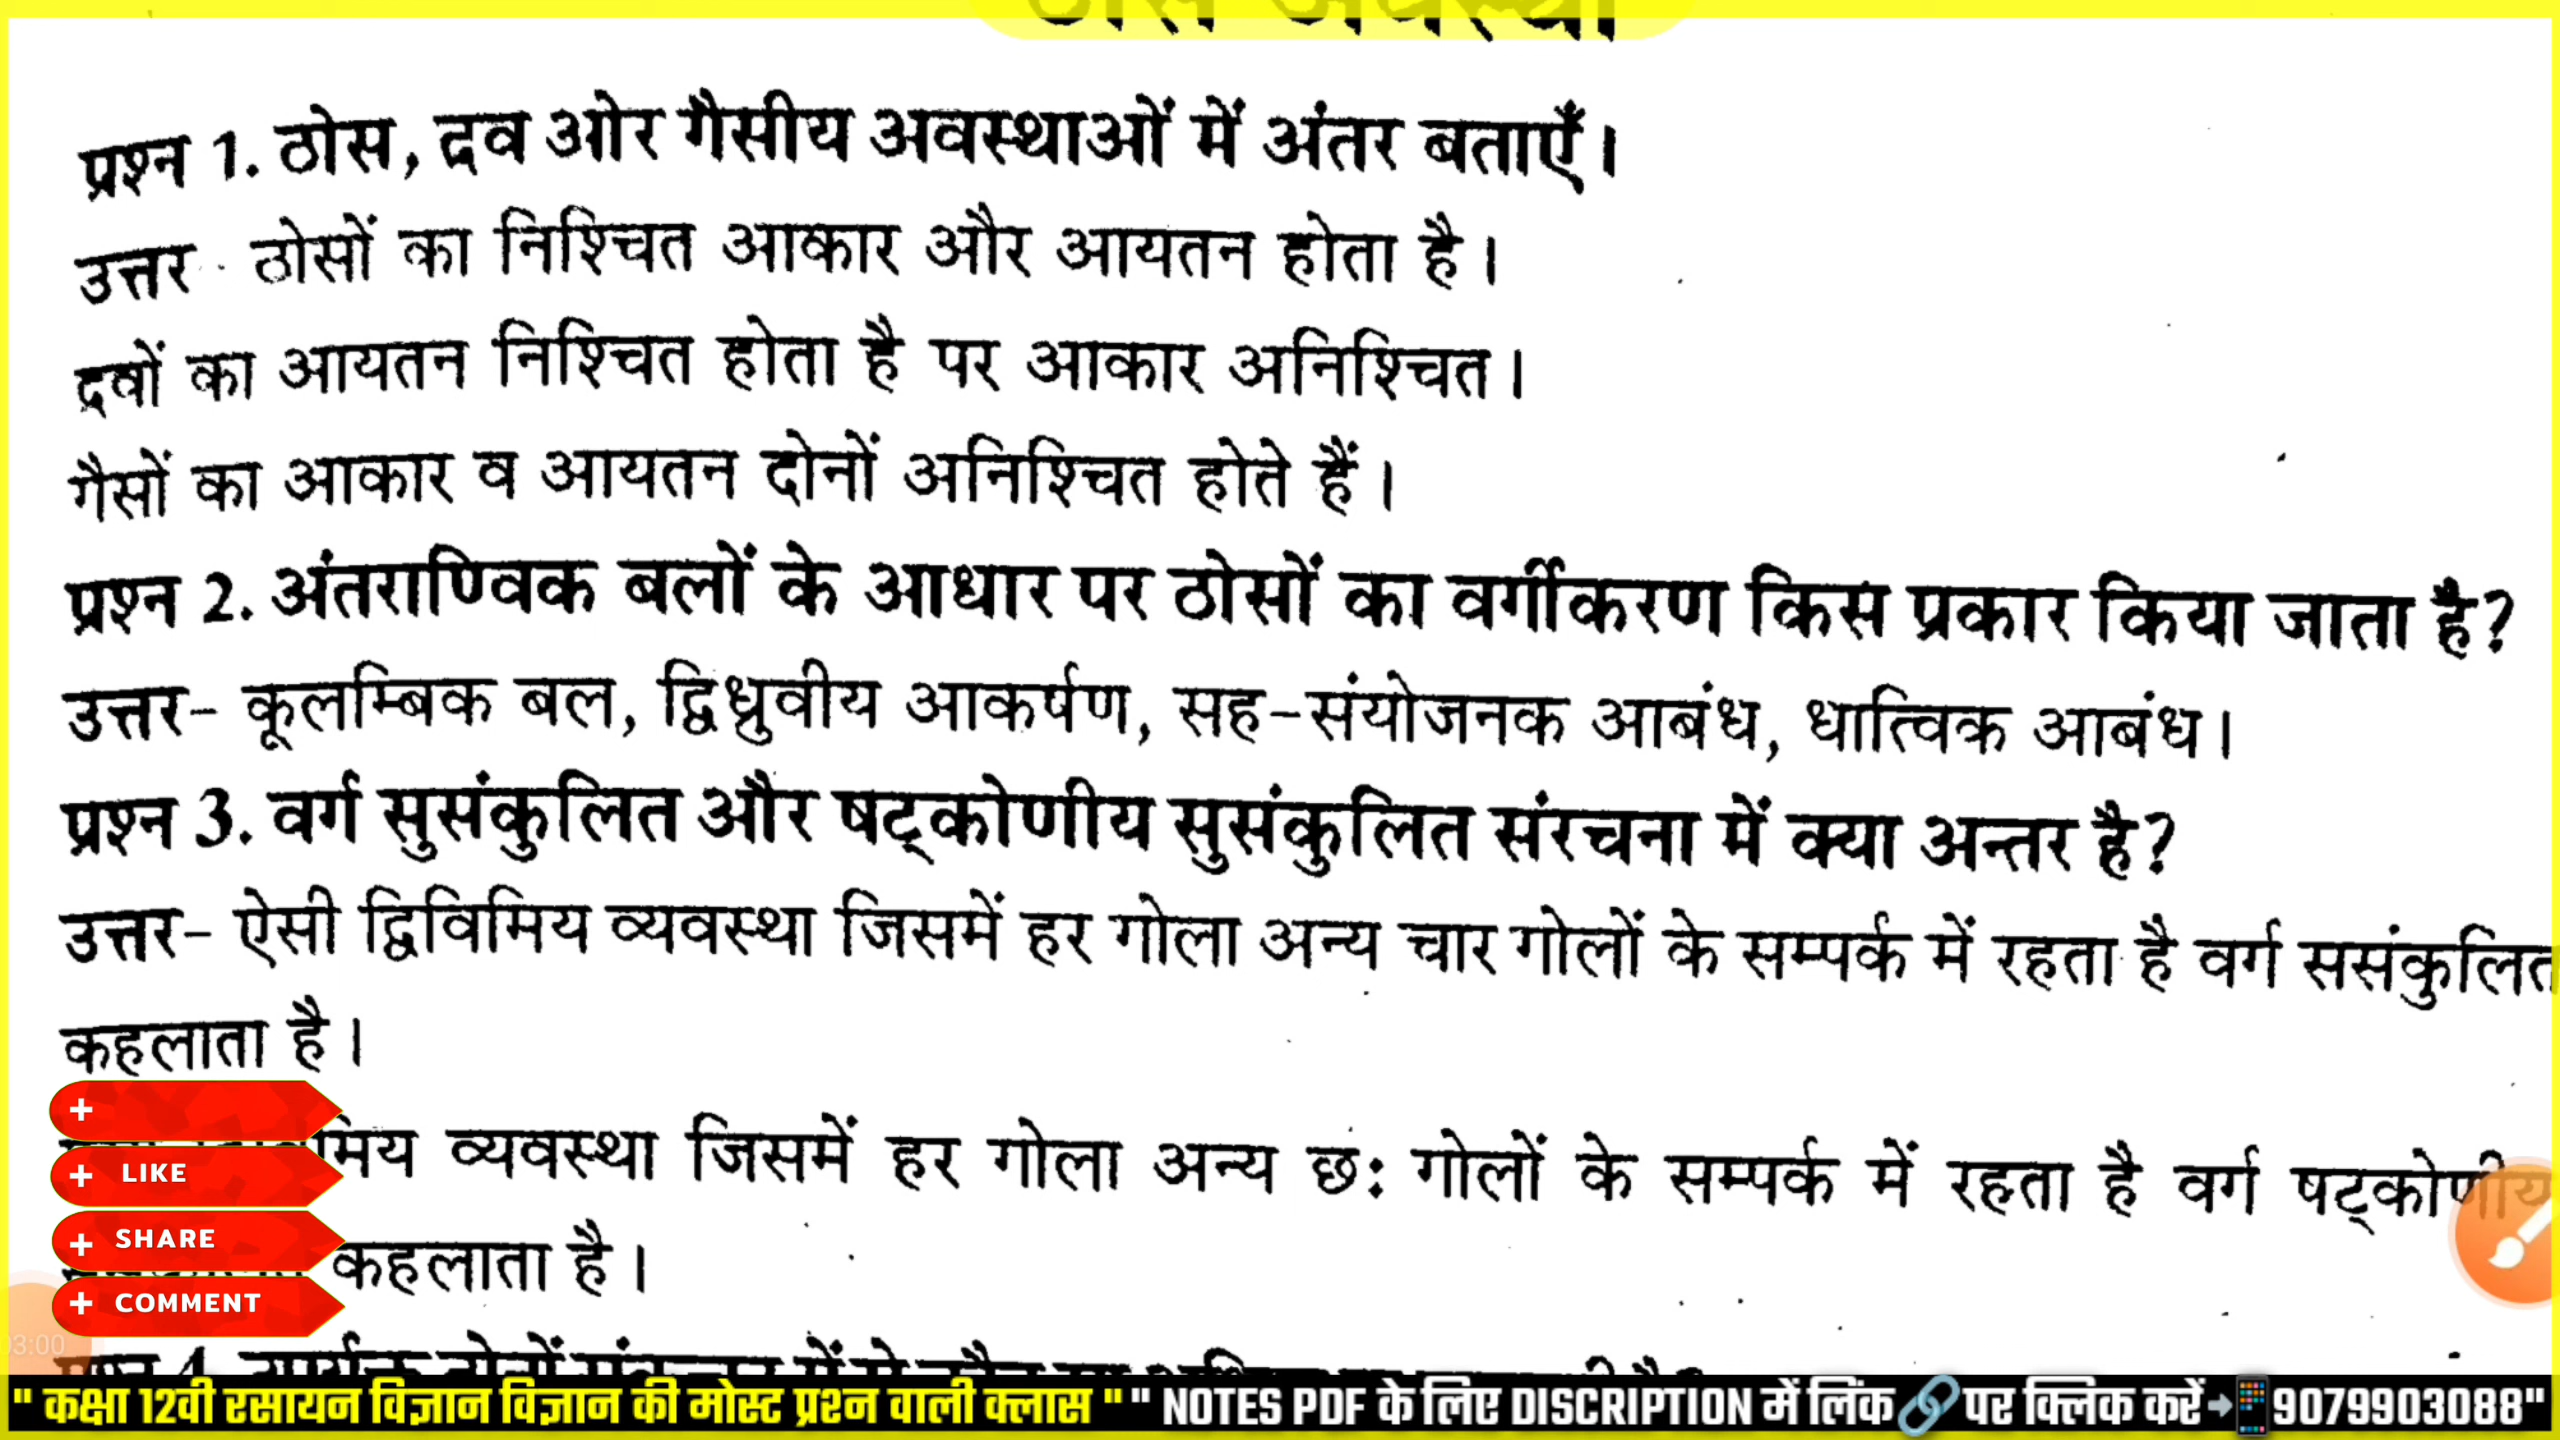 ठोस अवस्था
प्रश्न 1. ठोस, द्रव ओर गैसीय अवस्थाओं में अंतर बताएँ।
उत्तर ठोसों का निश्चित आकार और आयतन होता है।
द्रवों का आयतन निश्चित होता है पर आकार अनिश्चित।
गैसों का आकार व आयतन दोनों अनिश्चित होते हैं।
प्रश्न 2. अंतराण्विक बलों के आधार पर ठोसों का वर्गीकरण किस प्रकार किया जाता है?
उत्तर- कूलम्बिक बल, द्विध्रुवीय आकर्षण, सह-संयोजनक आबंध, धात्विक आबंध।
प्रश्न 3. वर्ग सुसंकुलित और षट्कोणीय सुसंकुलित संरचना में क्या अन्तर है?
उत्तर- ऐसी द्विविमिय व्यवस्था जिसमें हर गोला अन्य चार गोलों के सम्पर्क में रहता है वर्ग ससंकुलित
कहलाता है।
+
मिय व्यवस्था जिसमें हर गोला अन्य छः गोलों के सम्पर्क में रहता है वर्ग षट्कोणीय
+ LIKE
+ SHARE
कहलाता है।
+ COMMENT
03:00
" कक्षा 12वी रसायन विज्ञान विज्ञान की मोस्ट प्रश्न वाली क्लास " " NOTES PDF के लिए DISCRIPTION में लिंक पर क्लिक करें 9079903088"